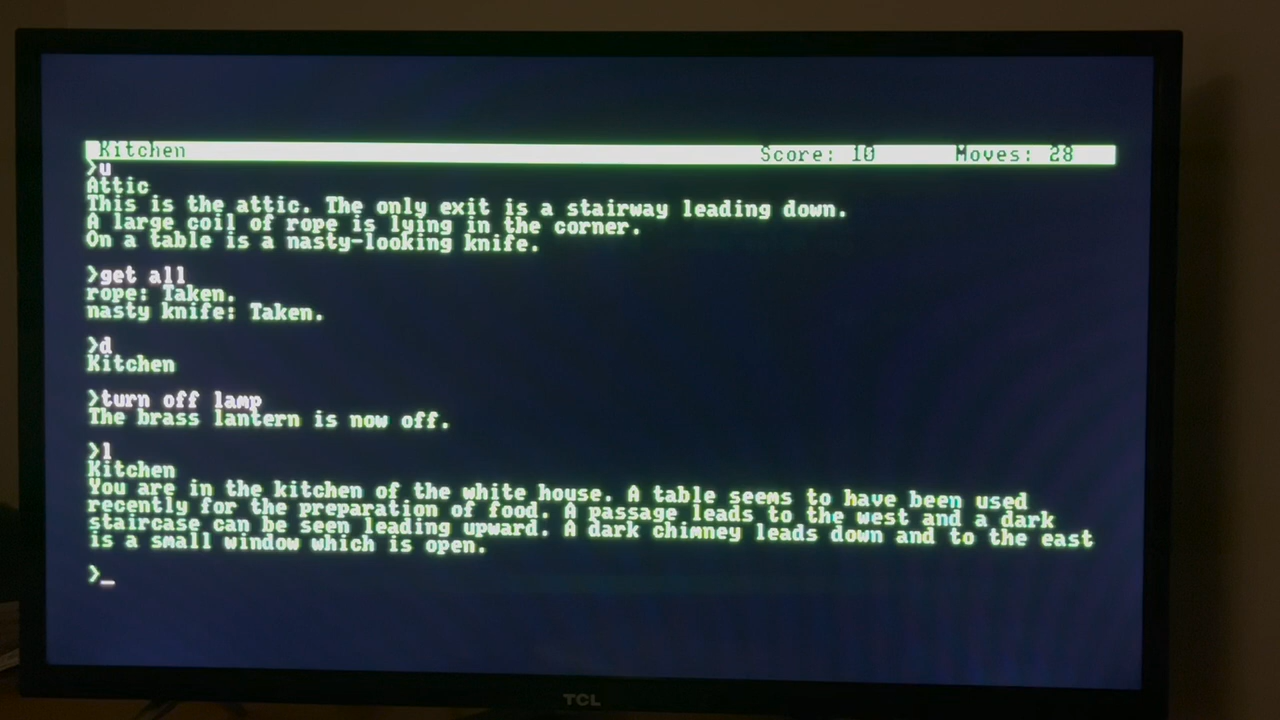 Kitchen Score: 10 Moves: 28
>u
Attic
This is the attic. The only exit is a stairway leading down.
A large coil of rope is lying in the corner.
On a table is a nasty-looking knife.
>get all
rope: Taken.
nasty knife: Taken.
>d
Kitchen
>turn off lamp
The brass lantern is now off.
>l
Kitchen
You are in the kitchen of the white house. A table seems to have been used
recently for the preparation of food. A passage leads to the west and a dark
staircase can be seen leading upward. A dark chimney leads down and to the east
is a small window which is open.
>_
TCL